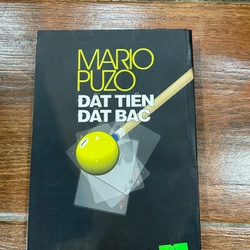 MARIO
PUZO
ĐẤT TIỀN
ĐẤT BẠC